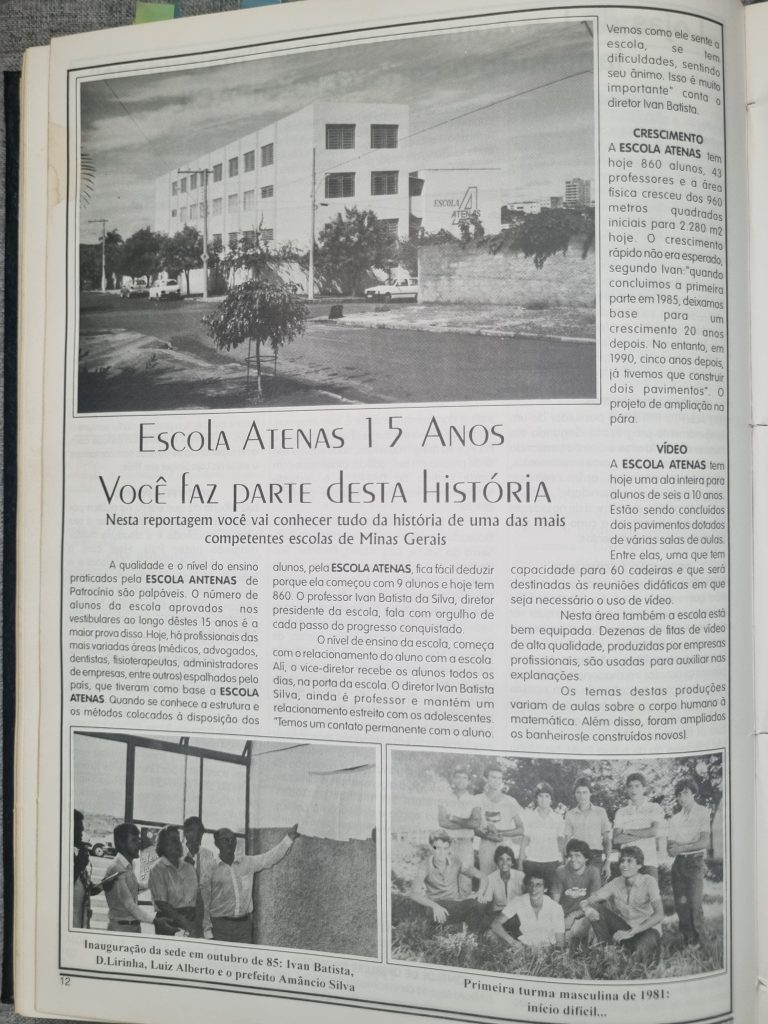 ESCOLA
A
ATENAS
ESCOLA ATENAS 15 ANOS
VOCÊ FAZ PARTE DESTA HISTÓRIA
Nesta reportagem você vai conhecer tudo da história de uma das mais
competentes escolas de Minas Gerais
A qualidade e o nível do ensino
praticados pela ESCOLA ANTENAS de
Patrocínio são palpáveis. O número de
alunos da escola aprovados nos
vestibulares ao longo dêstes 15 anos é a
maior prova disso. Hoje, há profissionais das
mais variadas áreas (médicos, advogados,
dentistas, fisioterapeutas, administradores
de empresas, entre outros) espalhados pelo
país, que tiveram como base a ESCOLA
ATENAS. Quando se conhece a estrutura e
os métodos colocados à disposição dos
alunos, pela ESCOLA ATENAS, fica fácil deduzir
porque ela começou com 9 alunos e hoje tem
860. O professor Ivan Batista da Silva, diretor
presidente da escola, fala com orgulho de
cada passo do progresso conquistado.
O nível de ensino da escola, começa
com o relacionamento do aluno com a escola.
Alí, o vice-diretor recebe os alunos todos os
dias, na porta da escola. O diretor Ivan Batista
Silva, ainda é professor e mantém um
relacionamento estreito com os adolescentes.
"Temos um contato permanente com o aluno.
Vemos como ele sente a
escola, se tem
dificuldades, sentindo
seu ânimo. Isso é muito
importante" conta o
diretor Ivan Batista.
CRESCIMENTO
A ESCOLA ATENAS tem
hoje 860 alunos, 43
professores e a área
física cresceu dos 960
metros quadrados
iniciais para 2.280 m2
hoje. O crescimento
rápido não era esperado,
segundo Ivan:"quando
concluimos a primeira
parte em 1985, deixamos
base para um
crescimento 20 anos
depois. No entanto, em
1990, cinco anos depois,
já tivemos que construir
dois pavimentos". O
projeto de ampliação na
pára.
VÍDEO
A ESCOLA ATENAS tem
hoje uma ala inteira para
alunos de seis a 10 anos.
Estão sendo concluídos
dois pavimentos dotados
de várias salas de aulas.
Entre elas, uma que tem
capacidade para 60 cadeiras e que será
destinadas às reuniões didáticas em que
seja necessário o uso de vídeo.
Nesta área também a escola está
bem equipada. Dezenas de fitas de vídeo
de alta qualidade, produzidas por empresas
profissionais, são usadas para auxiliar nas
explanações.
Os temas destas produções
variam de aulas sobre o corpo humano à
matemática. Além disso, foram ampliados
os banheiros(e construídos novos).
Inauguração da sede em outubro de 85: Ivan Batista,
D.Lirinha, Luiz Alberto e o prefeito Amâncio Silva
Primeira turma masculina de 1981:
início difícil...
12